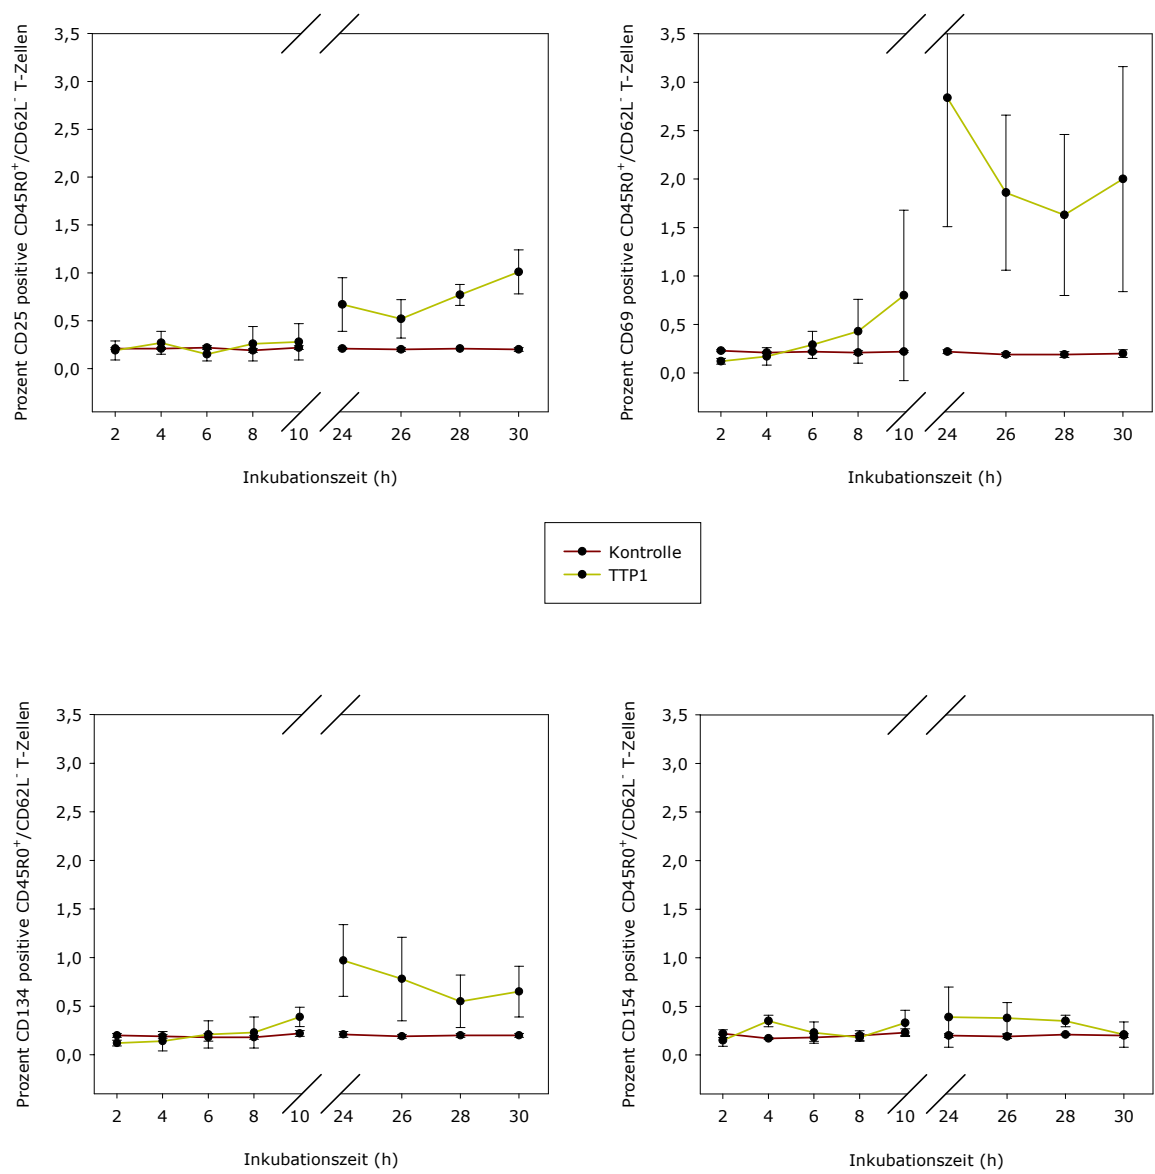 Prozent CD25 positive CD45R0⁺/CD62L⁻ T-Zellen
3,5
3,0
2,5
2,0
1,5
1,0
0,5
0,0
2 4 6 8 10 24 26 28 30
Inkubationszeit (h)
Prozent CD69 positive CD45R0⁺/CD62L⁻ T-Zellen
3,5
3,0
2,5
2,0
1,5
1,0
0,5
0,0
2 4 6 8 10 24 26 28 30
Inkubationszeit (h)
Kontrolle
TTP1
Prozent CD134 positive CD45R0⁺/CD62L⁻ T-Zellen
3,5
3,0
2,5
2,0
1,5
1,0
0,5
0,0
2 4 6 8 10 24 26 28 30
Inkubationszeit (h)
Prozent CD154 positive CD45R0⁺/CD62L⁻ T-Zellen
3,5
3,0
2,5
2,0
1,5
1,0
0,5
0,0
2 4 6 8 10 24 26 28 30
Inkubationszeit (h)